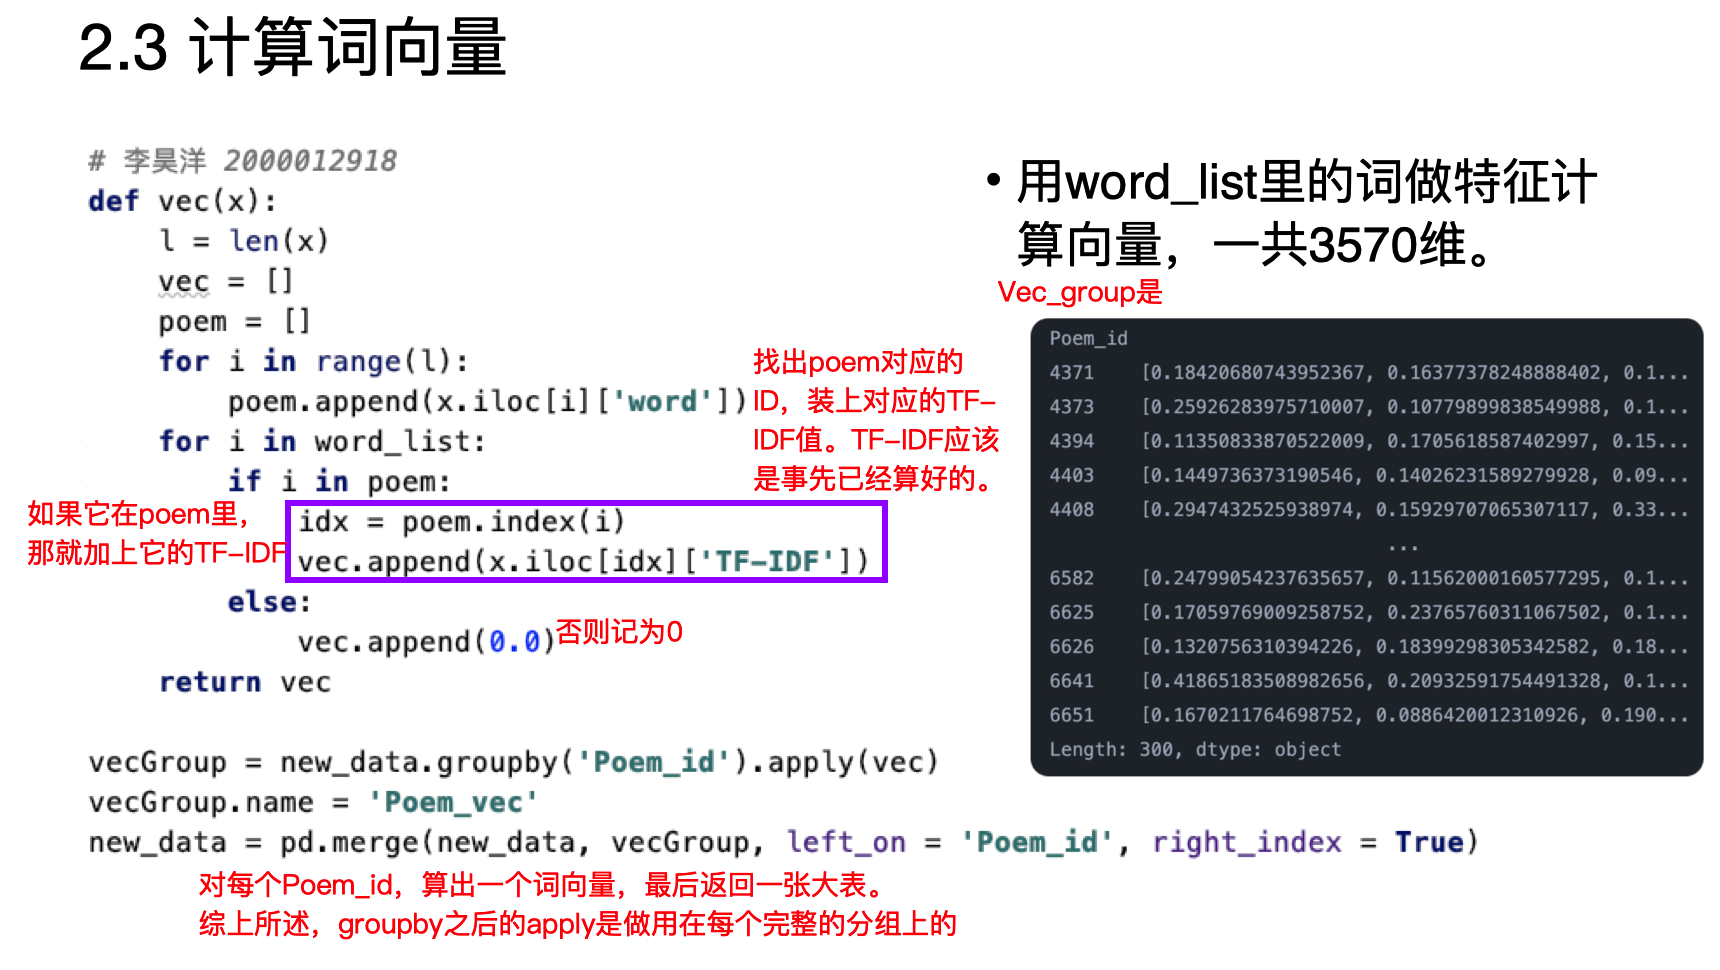 2.3 计算词向量
# 李昊洋 2000012918
def vec(x):
l = len(x)
vec = []
poem = []
for i in range(l):
poem.append(x.iloc[i]['word'])
for i in word_list:
if i in poem:
idx = poem.index(i)
vec.append(x.iloc[idx]['TF-IDF'])
else:
vec.append(0.0)
return vec
vecGroup = new_data.groupby('Poem_id').apply(vec)
vecGroup.name = 'Poem_vec'
new_data = pd.merge(new_data, vecGroup, left_on = 'Poem_id', right_index = True)
找出poem对应的
ID，装上对应的TF-
IDF值。TF-IDF应该
是事先已经算好的。
如果它在poem里，
那就加上它的TF-IDF
否则记为0
对每个Poem_id，算出一个词向量，最后返回一张大表。
综上所述，groupby之后的apply是做用在每个完整的分组上的
• 用word_list里的词做特征计
算向量，一共3570维。
Vec_group是
Poem_id
4371 [0.18420680743952367, 0.16377378248888402, 0.1...
4373 [0.25926283975710007, 0.10779899838549988, 0.1...
4394 [0.11350833870522009, 0.1705618587402997, 0.15...
4403 [0.1449736373190546, 0.14026231589279928, 0.09...
4408 [0.2947432525938974, 0.15929707065307117, 0.33...
...
6582 [0.24799054237635657, 0.11562000160577295, 0.1...
6625 [0.17059769009258752, 0.23765760311067502, 0.1...
6626 [0.1320756310394226, 0.18399298305342582, 0.18...
6641 [0.41865183508982656, 0.20932591754491328, 0.1...
6651 [0.1670211764698752, 0.0886420012310926, 0.190...
Length: 300, dtype: object